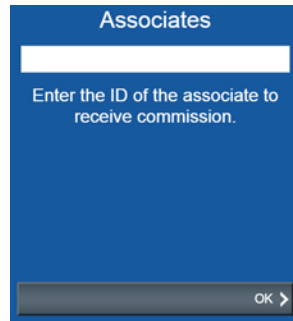 Associates
Enter the ID of the associate to
receive commission.
OK